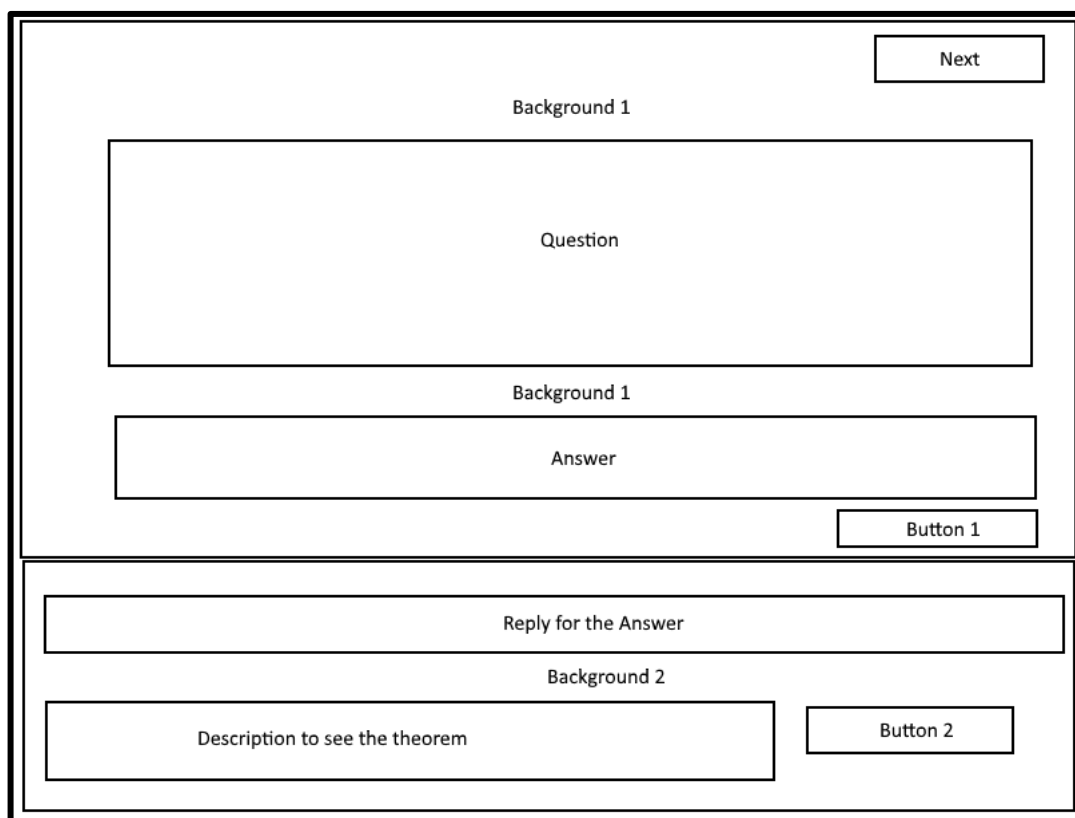 Next
Background 1
Question
Background 1
Answer
Button 1
Reply for the Answer
Background 2
Description to see the theorem
Button 2